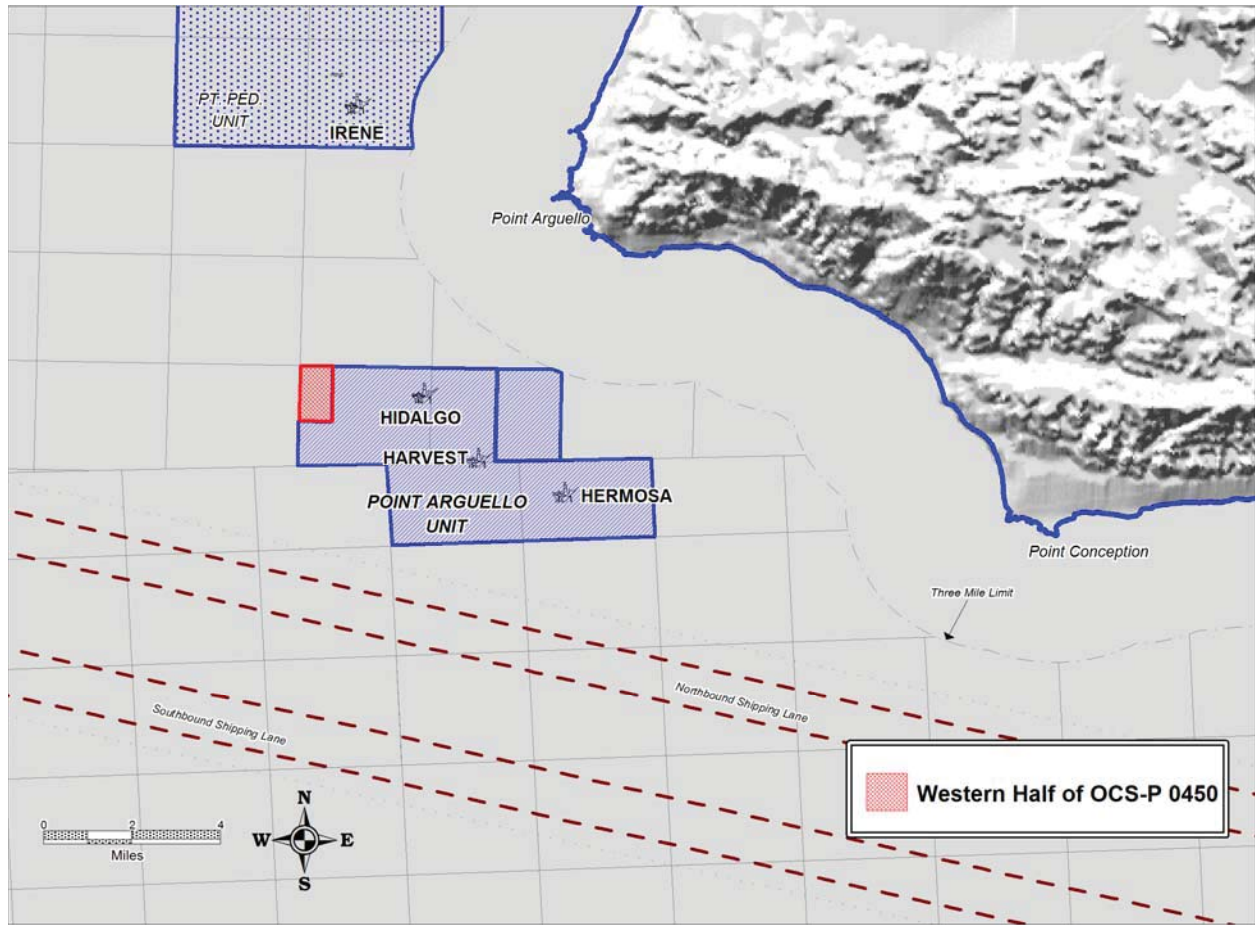 PT. PED.
UNIT
IRENE
Point Arguello
HIDALGO
HARVEST
HERMOSA
POINT ARGUELLO
UNIT
Point Conception
Three Mile Limit
Northbound Shipping Lane
Southbound Shipping Lane
Western Half of OCS-P 0450
N
W E
S
0 2 4
Miles